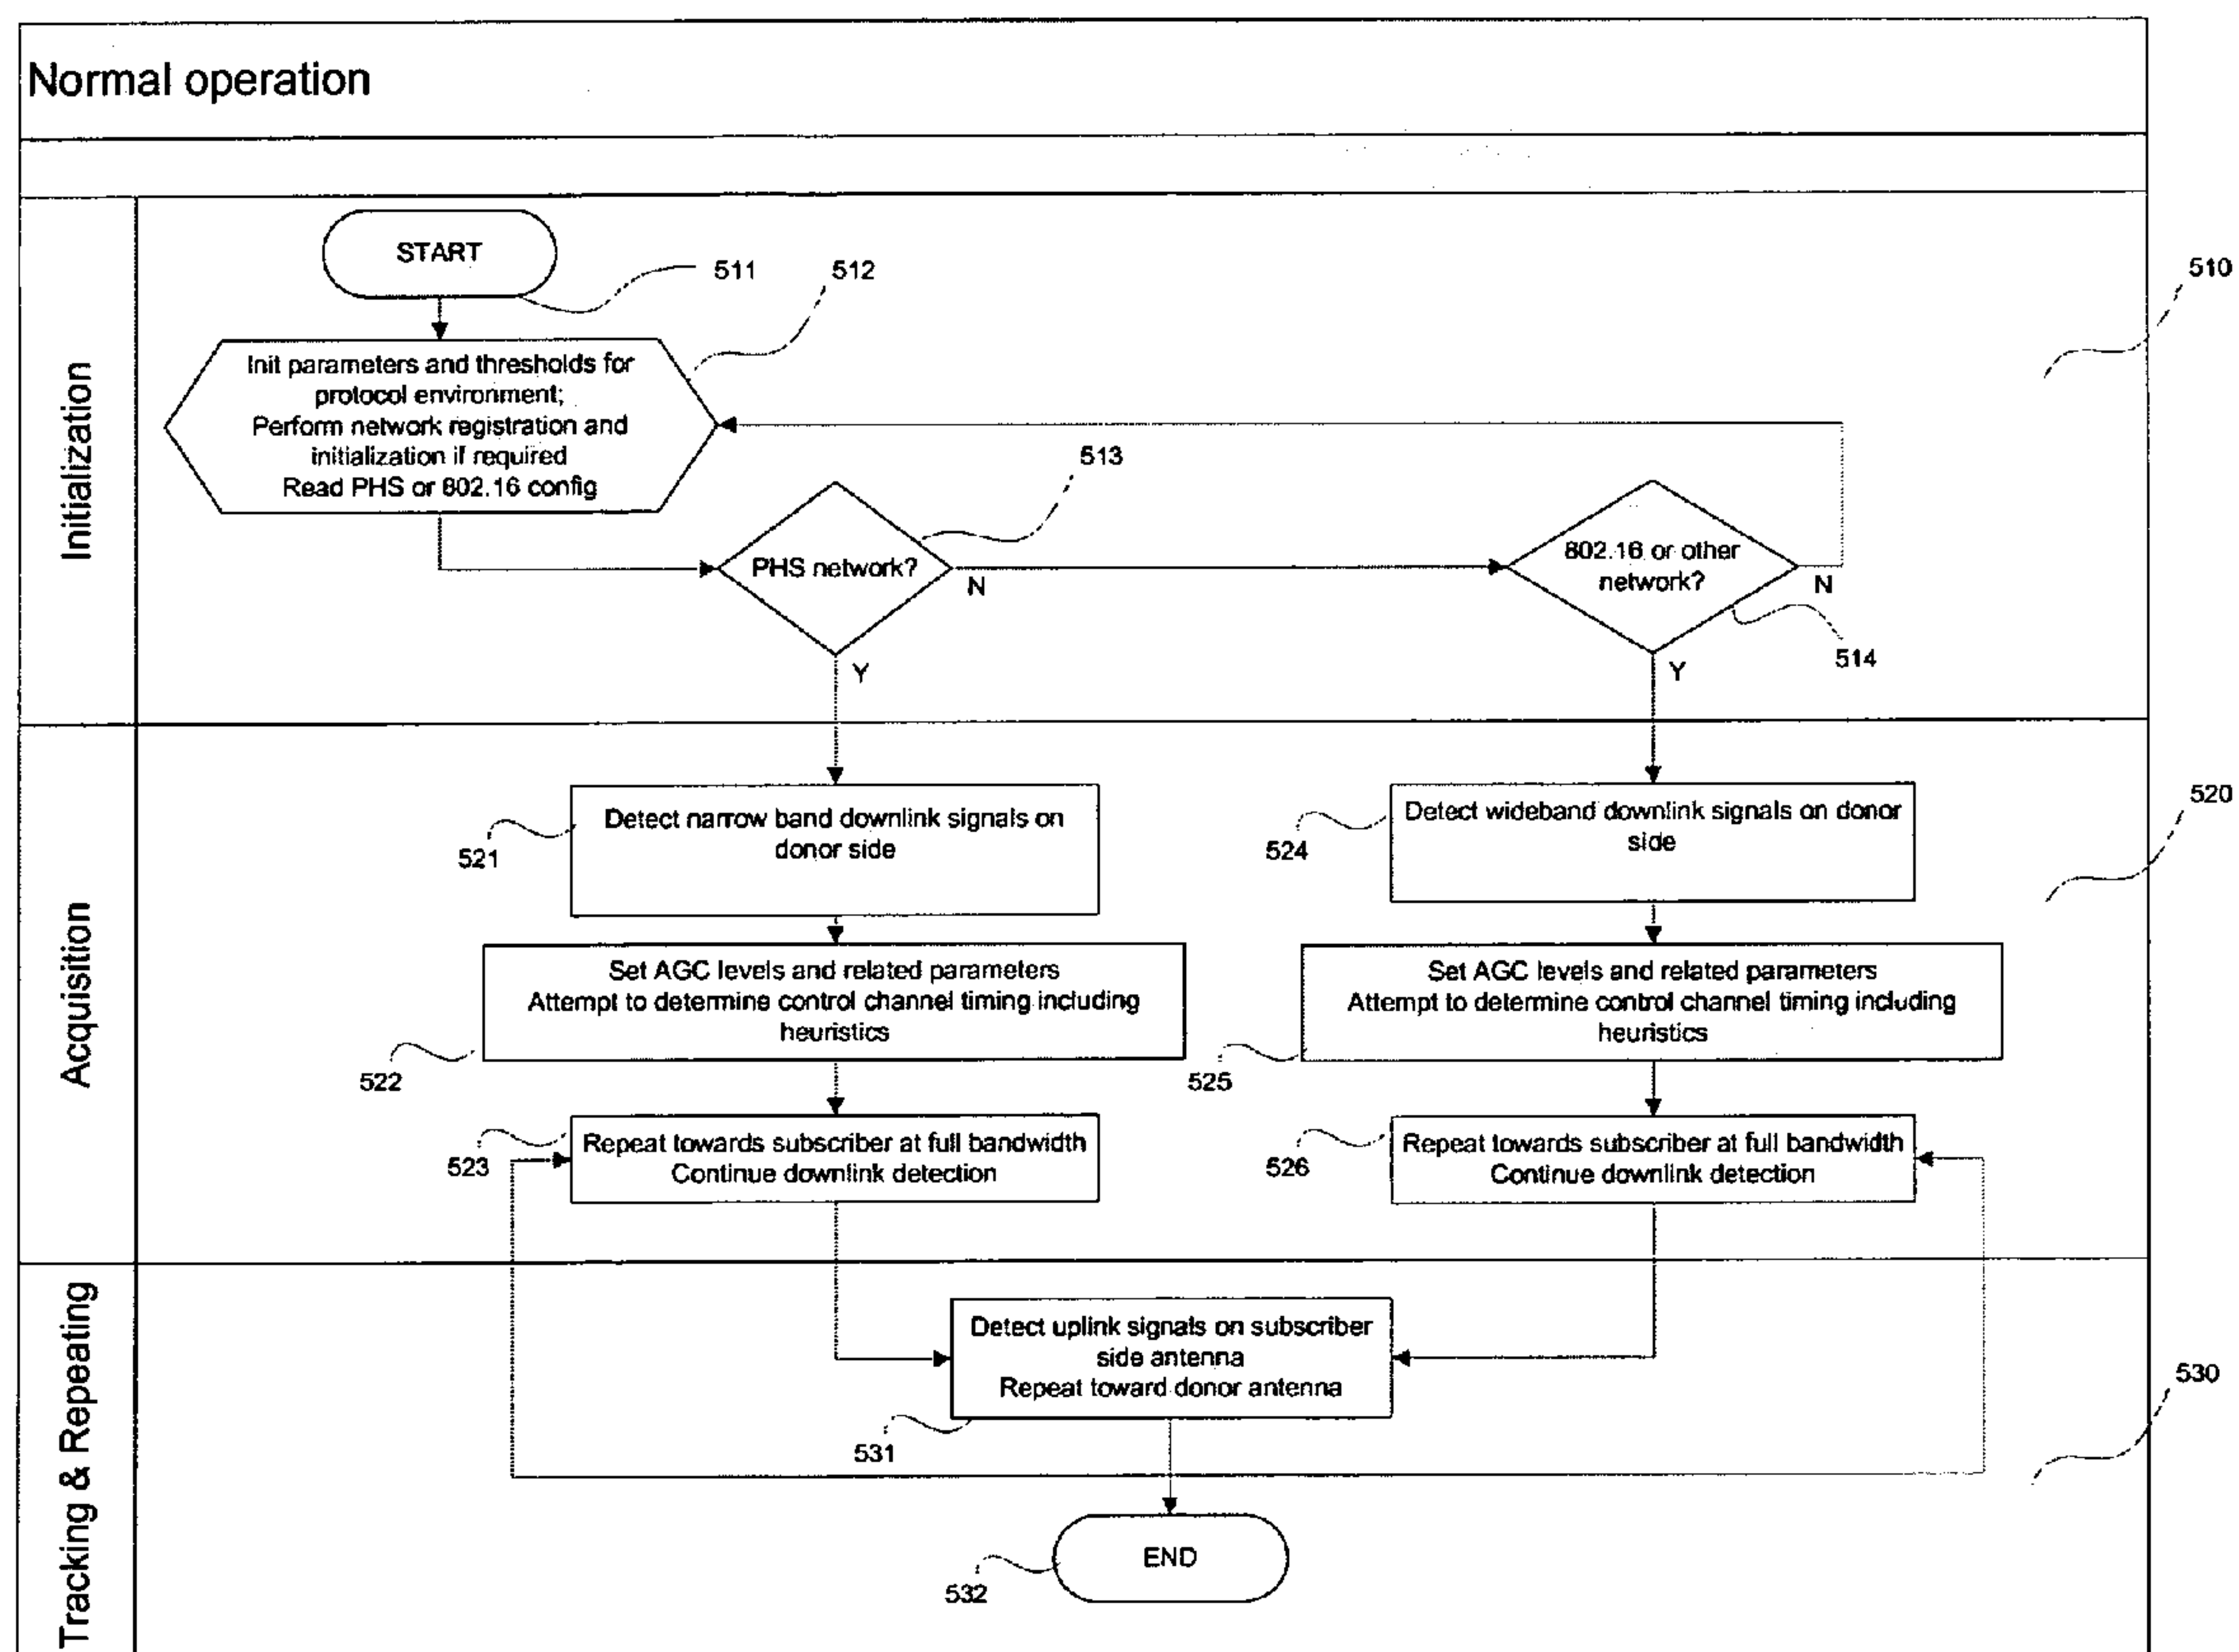 Normal operation
Initialization
START
511
512
510
Init parameters and thresholds for
protocol environment;
Perform network registration and
initialization if required
Read PHS or 802.16 config
513
PHS network?
N
Y
802.16 or other
network?
N
514
Y
Acquisition
520
Detect narrow band downlink signals on
donor side
521
Detect wideband downlink signals on donor
side
524
Set AGC levels and related parameters
Attempt to determine control channel timing including
heuristics
522
Set AGC levels and related parameters
Attempt to determine control channel timing including
heuristics
525
Repeat towards subscriber at full bandwidth
Continue downlink detection
523
Repeat towards subscriber at full bandwidth
Continue downlink detection
526
Tracking & Repeating
Detect uplink signals on subscriber
side antenna
Repeat toward donor antenna
531
530
END
532